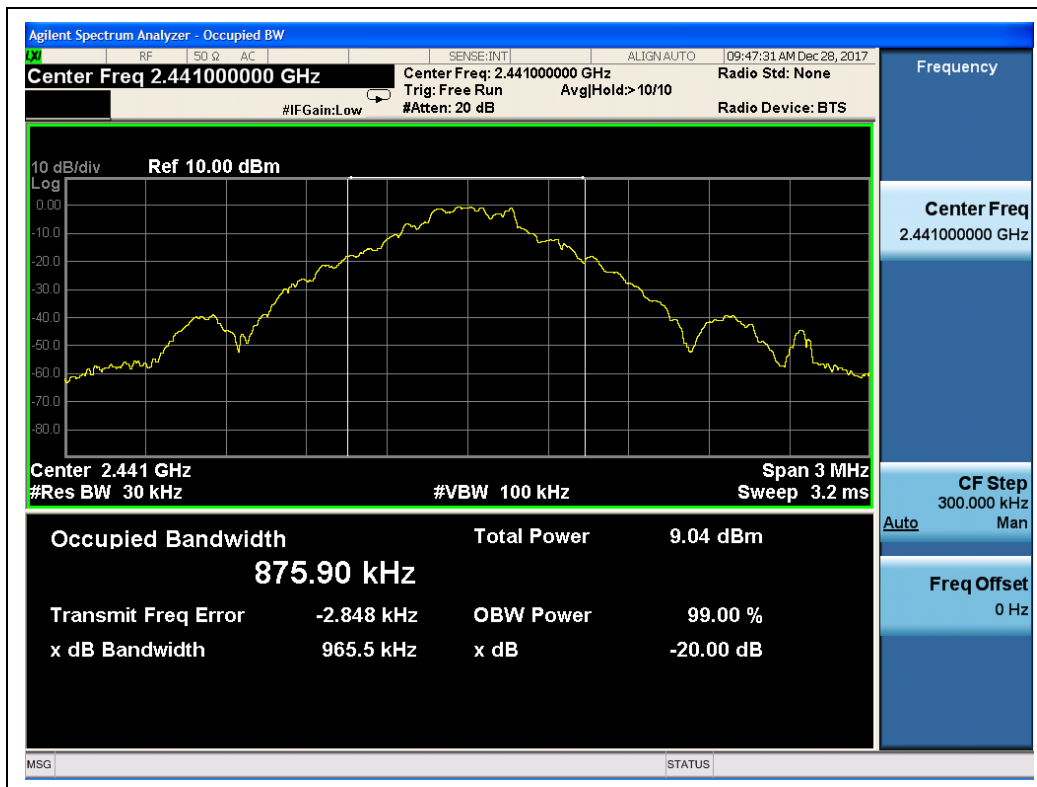 Agilent Spectrum Analyzer - Occupied BW
LXI RF 50 Ω AC SENSE:INT ALIGN AUTO 09:47:31 AM Dec 28, 2017
Center Freq 2.441000000 GHz
Center Freq: 2.441000000 GHz Radio Std: None
Trig: Free Run Avg|Hold:> 10/10
#IFGain:Low #Atten: 20 dB Radio Device: BTS
10 dB/div Ref 10.00 dBm
Log
0.00
-10.0
-20.0
-30.0
-40.0
-50.0
-60.0
-70.0
-80.0
Center 2.441 GHz Span 3 MHz
#Res BW 30 kHz #VBW 100 kHz Sweep 3.2 ms
Occupied Bandwidth Total Power 9.04 dBm
875.90 kHz
Transmit Freq Error -2.848 kHz OBW Power 99.00 %
x dB Bandwidth 965.5 kHz x dB -20.00 dB
Frequency
Center Freq
2.441000000 GHz
CF Step
300.000 kHz
Auto Man
Freq Offset
0 Hz
MSG STATUS